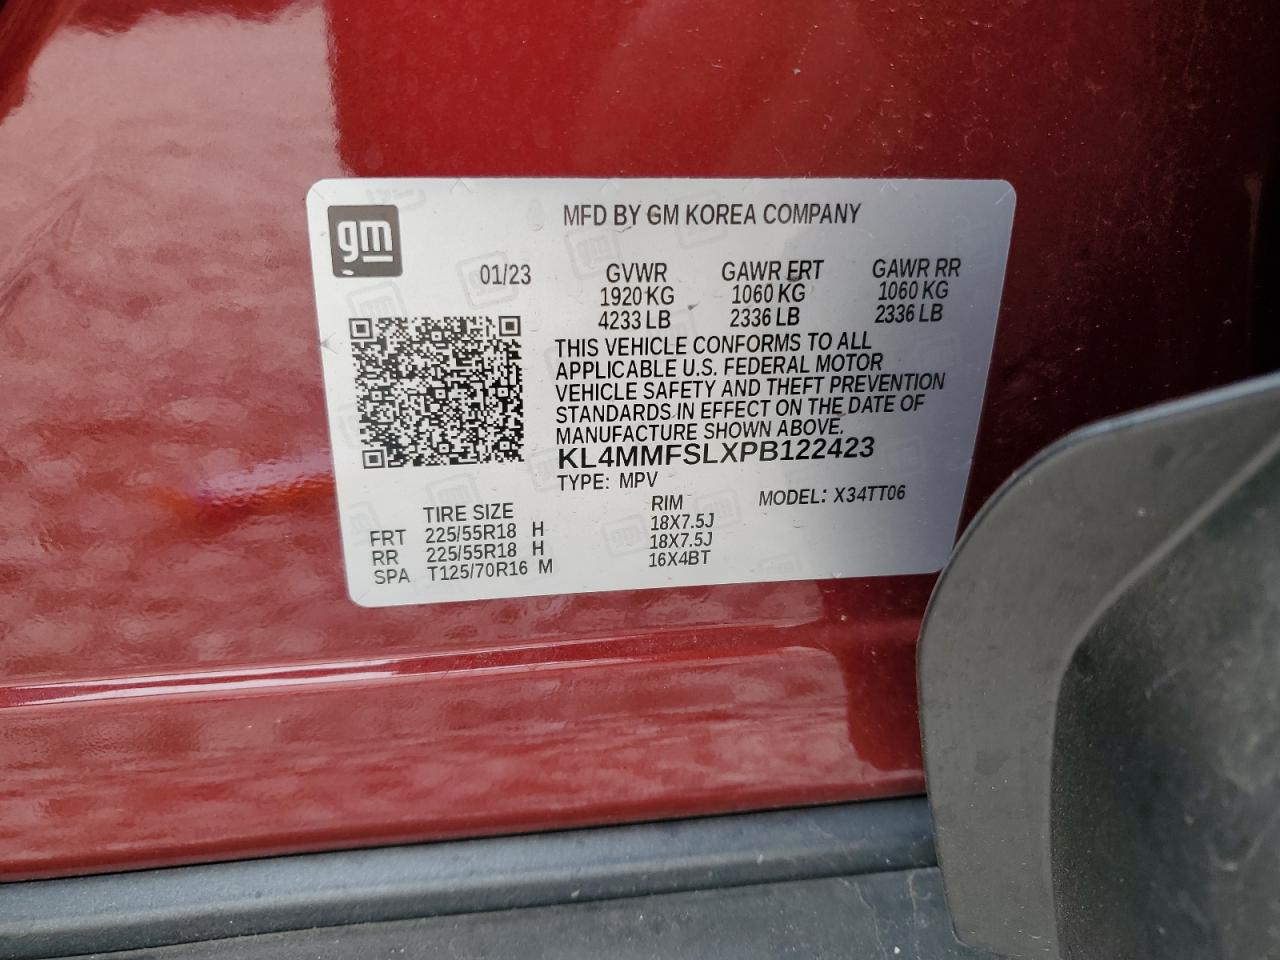 gm
MFD BY GM KOREA COMPANY
01/23 GVWR GAWR FRT GAWR RR
1920 KG 1060 KG 1060 KG
4233 LB 2336 LB 2336 LB
THIS VEHICLE CONFORMS TO ALL
APPLICABLE U.S. FEDERAL MOTOR
VEHICLE SAFETY AND THEFT PREVENTION
STANDARDS IN EFFECT ON THE DATE OF
MANUFACTURE SHOWN ABOVE.
KL4MMFSLXPB122423
TYPE: MPV MODEL: X34TT06
TIRE SIZE RIM
FRT 225/55R18 H 18X7.5J
RR 225/55R18 H 18X7.5J
SPA T125/70R16 M 16X4BT